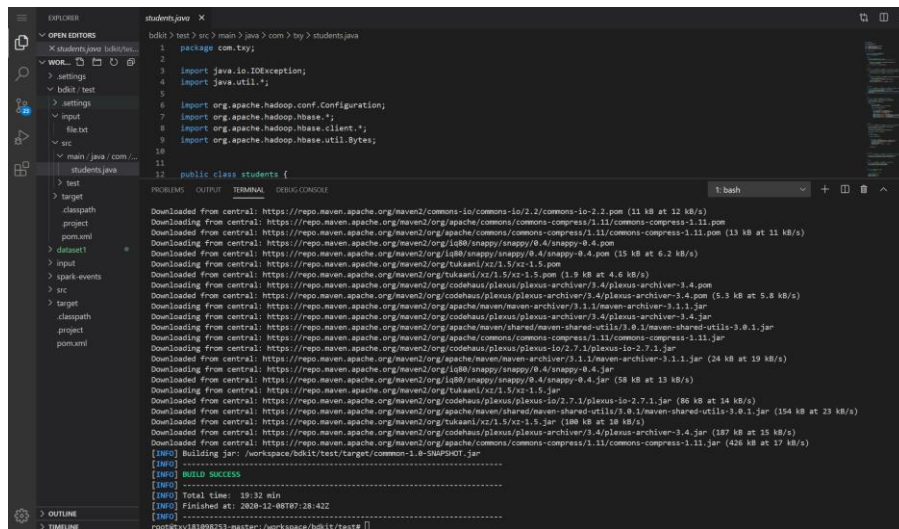 EXPLORER
OPEN EDITORS
students.java bdkit/tes...
WOR...
.settings
bdkit / test
.settings
input
file.txt
src
main / java / com /...
students.java
test
target
.classpath
.project
pom.xml
dataset1
input
spark-events
src
target
.classpath
.project
pom.xml
OUTLINE
TIMELINE
23
students.java
bdkit > test > src > main > java > com > txy > students.java
1 package com.txy;
2
3 import java.io.IOException;
4 import java.util.*;
5
6 import org.apache.hadoop.conf.Configuration;
7 import org.apache.hadoop.hbase.*;
8 import org.apache.hadoop.hbase.client.*;
9 import org.apache.hadoop.hbase.util.Bytes;
10
11
12 public class students {
PROBLEMS OUTPUT TERMINAL DEBUG CONSOLE 1: bash
Downloaded from central: https://repo.maven.apache.org/maven2/commons-io/commons-io/2.2/commons-io-2.2.pom (11 kB at 12 kB/s)
Downloading from central: https://repo.maven.apache.org/maven2/org/apache/commons/commons-compress/1.11/commons-compress-1.11.pom
Downloaded from central: https://repo.maven.apache.org/maven2/org/apache/commons/commons-compress/1.11/commons-compress-1.11.pom (13 kB at 11 kB/s)
Downloading from central: https://repo.maven.apache.org/maven2/org/iq80/snappy/snappy/0.4/snappy-0.4.pom
Downloaded from central: https://repo.maven.apache.org/maven2/org/iq80/snappy/snappy/0.4/snappy-0.4.pom (15 kB at 6.2 kB/s)
Downloading from central: https://repo.maven.apache.org/maven2/org/tukaani/xz/1.5/xz-1.5.pom
Downloaded from central: https://repo.maven.apache.org/maven2/org/tukaani/xz/1.5/xz-1.5.pom (1.9 kB at 4.6 kB/s)
Downloading from central: https://repo.maven.apache.org/maven2/org/codehaus/plexus/plexus-archiver/3.4/plexus-archiver-3.4.pom
Downloaded from central: https://repo.maven.apache.org/maven2/org/codehaus/plexus/plexus-archiver/3.4/plexus-archiver-3.4.pom (5.3 kB at 5.8 kB/s)
Downloading from central: https://repo.maven.apache.org/maven2/org/apache/maven/maven-archiver/3.1.1/maven-archiver-3.1.1.jar
Downloading from central: https://repo.maven.apache.org/maven2/org/codehaus/plexus/plexus-archiver/3.4/plexus-archiver-3.4.jar
Downloading from central: https://repo.maven.apache.org/maven2/org/apache/maven/shared/maven-shared-utils/3.0.1/maven-shared-utils-3.0.1.jar
Downloading from central: https://repo.maven.apache.org/maven2/org/apache/commons/commons-compress/1.11/commons-compress-1.11.jar
Downloading from central: https://repo.maven.apache.org/maven2/org/codehaus/plexus/plexus-io/2.7.1/plexus-io-2.7.1.jar
Downloaded from central: https://repo.maven.apache.org/maven2/org/apache/maven/maven-archiver/3.1.1/maven-archiver-3.1.1.jar (24 kB at 19 kB/s)
Downloading from central: https://repo.maven.apache.org/maven2/org/iq80/snappy/snappy/0.4/snappy-0.4.jar
Downloaded from central: https://repo.maven.apache.org/maven2/org/iq80/snappy/snappy/0.4/snappy-0.4.jar (58 kB at 13 kB/s)
Downloading from central: https://repo.maven.apache.org/maven2/org/tukaani/xz/1.5/xz-1.5.jar
Downloaded from central: https://repo.maven.apache.org/maven2/org/codehaus/plexus/plexus-io/2.7.1/plexus-io-2.7.1.jar (86 kB at 14 kB/s)
Downloaded from central: https://repo.maven.apache.org/maven2/org/apache/maven/shared/maven-shared-utils/3.0.1/maven-shared-utils-3.0.1.jar (154 kB at 23 kB/s)
Downloaded from central: https://repo.maven.apache.org/maven2/org/tukaani/xz/1.5/xz-1.5.jar (100 kB at 10 kB/s)
Downloaded from central: https://repo.maven.apache.org/maven2/org/codehaus/plexus/plexus-archiver/3.4/plexus-archiver-3.4.jar (187 kB at 15 kB/s)
Downloaded from central: https://repo.maven.apache.org/maven2/org/apache/commons/commons-compress/1.11/commons-compress-1.11.jar (426 kB at 17 kB/s)
[INFO] Building jar: /workspace/bdkit/test/target/commmon-1.0-SNAPSHOT.jar
[INFO] ------------------------------------------------------------------------
[INFO] BUILD SUCCESS
[INFO] ------------------------------------------------------------------------
[INFO] Total time: 19:32 min
[INFO] Finished at: 2020-12-08T07:28:42Z
[INFO] ------------------------------------------------------------------------
root@txy181098253-master:/workspace/bdkit/test#